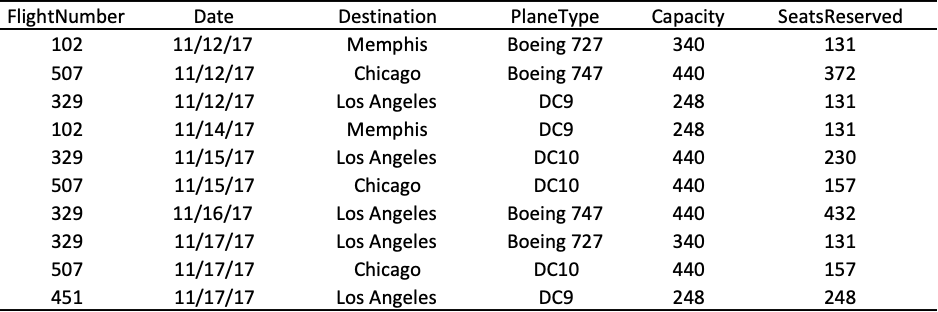 FlightNumber Date Destination PlaneType Capacity SeatsReserved
102 11/12/17 Memphis Boeing 727 340 131
507 11/12/17 Chicago Boeing 747 440 372
329 11/12/17 Los Angeles DC9 248 131
102 11/14/17 Memphis DC9 248 131
329 11/15/17 Los Angeles DC10 440 230
507 11/15/17 Chicago DC10 440 157
329 11/16/17 Los Angeles Boeing 747 440 432
329 11/17/17 Los Angeles Boeing 727 340 131
507 11/17/17 Chicago DC10 440 157
451 11/17/17 Los Angeles DC9 248 248